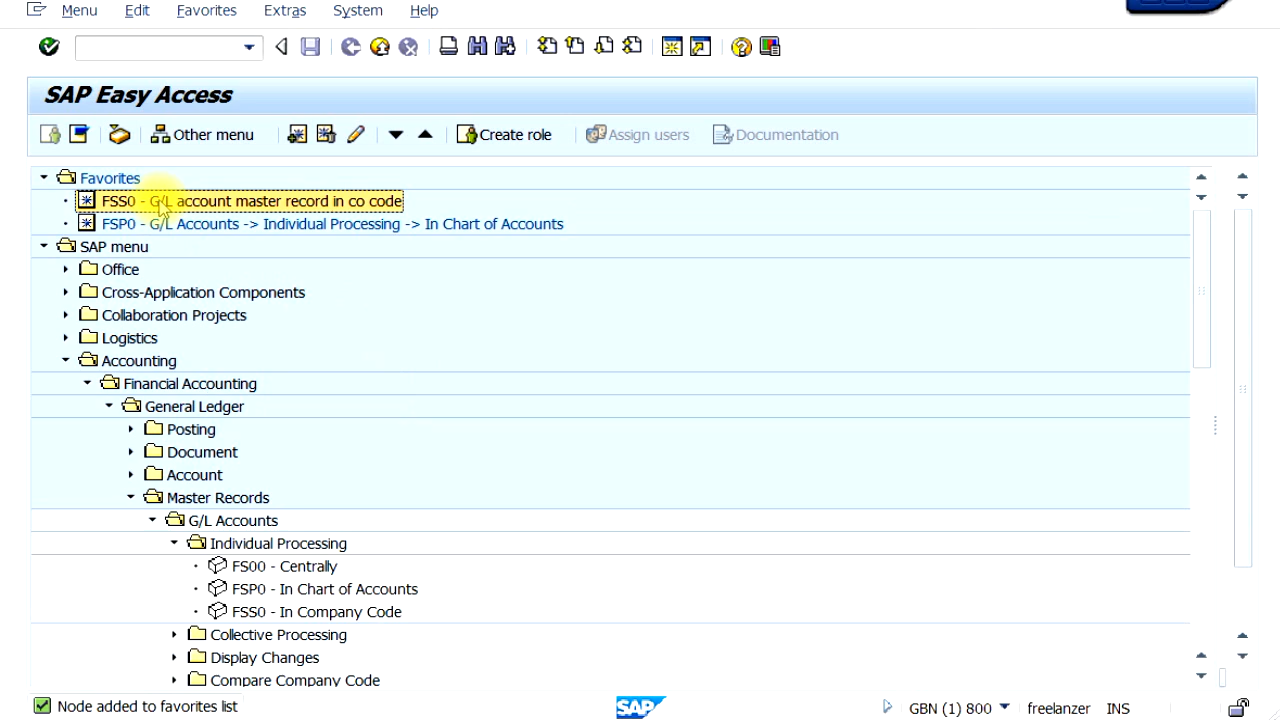 Menu Edit Favorites Extras System Help
SAP Easy Access
Other menu Create role Assign users Documentation
Favorites
FSS0 - G/L account master record in co code
FSP0 - G/L Accounts -> Individual Processing -> In Chart of Accounts
SAP menu
Office
Cross-Application Components
Collaboration Projects
Logistics
Accounting
Financial Accounting
General Ledger
Posting
Document
Account
Master Records
G/L Accounts
Individual Processing
FS00 - Centrally
FSP0 - In Chart of Accounts
FSS0 - In Company Code
Collective Processing
Display Changes
Compare Company Code
Node added to favorites list SAP GBN (1) 800 freelanzer INS